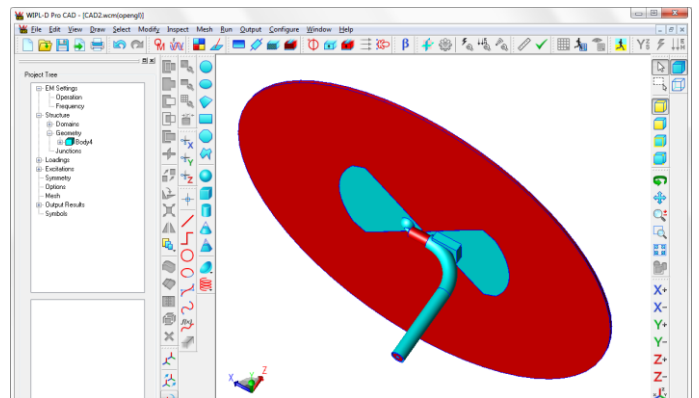 WIPL-D Pro CAD - [CAD2.wcm(opengl)]
File Edit View Draw Select Modify Inspect Mesh Run Output Configure Window Help
β
Project Tree
EM Settings
Operation
Frequency
Structure
Domains
Geometry
Body4
Junctions
Loadings
Excitations
Symmetry
Options
Mesh
Output Results
Symbols
X
Y
Z
X+
X-
Y+
Y-
Z+
Z-
X Y Z